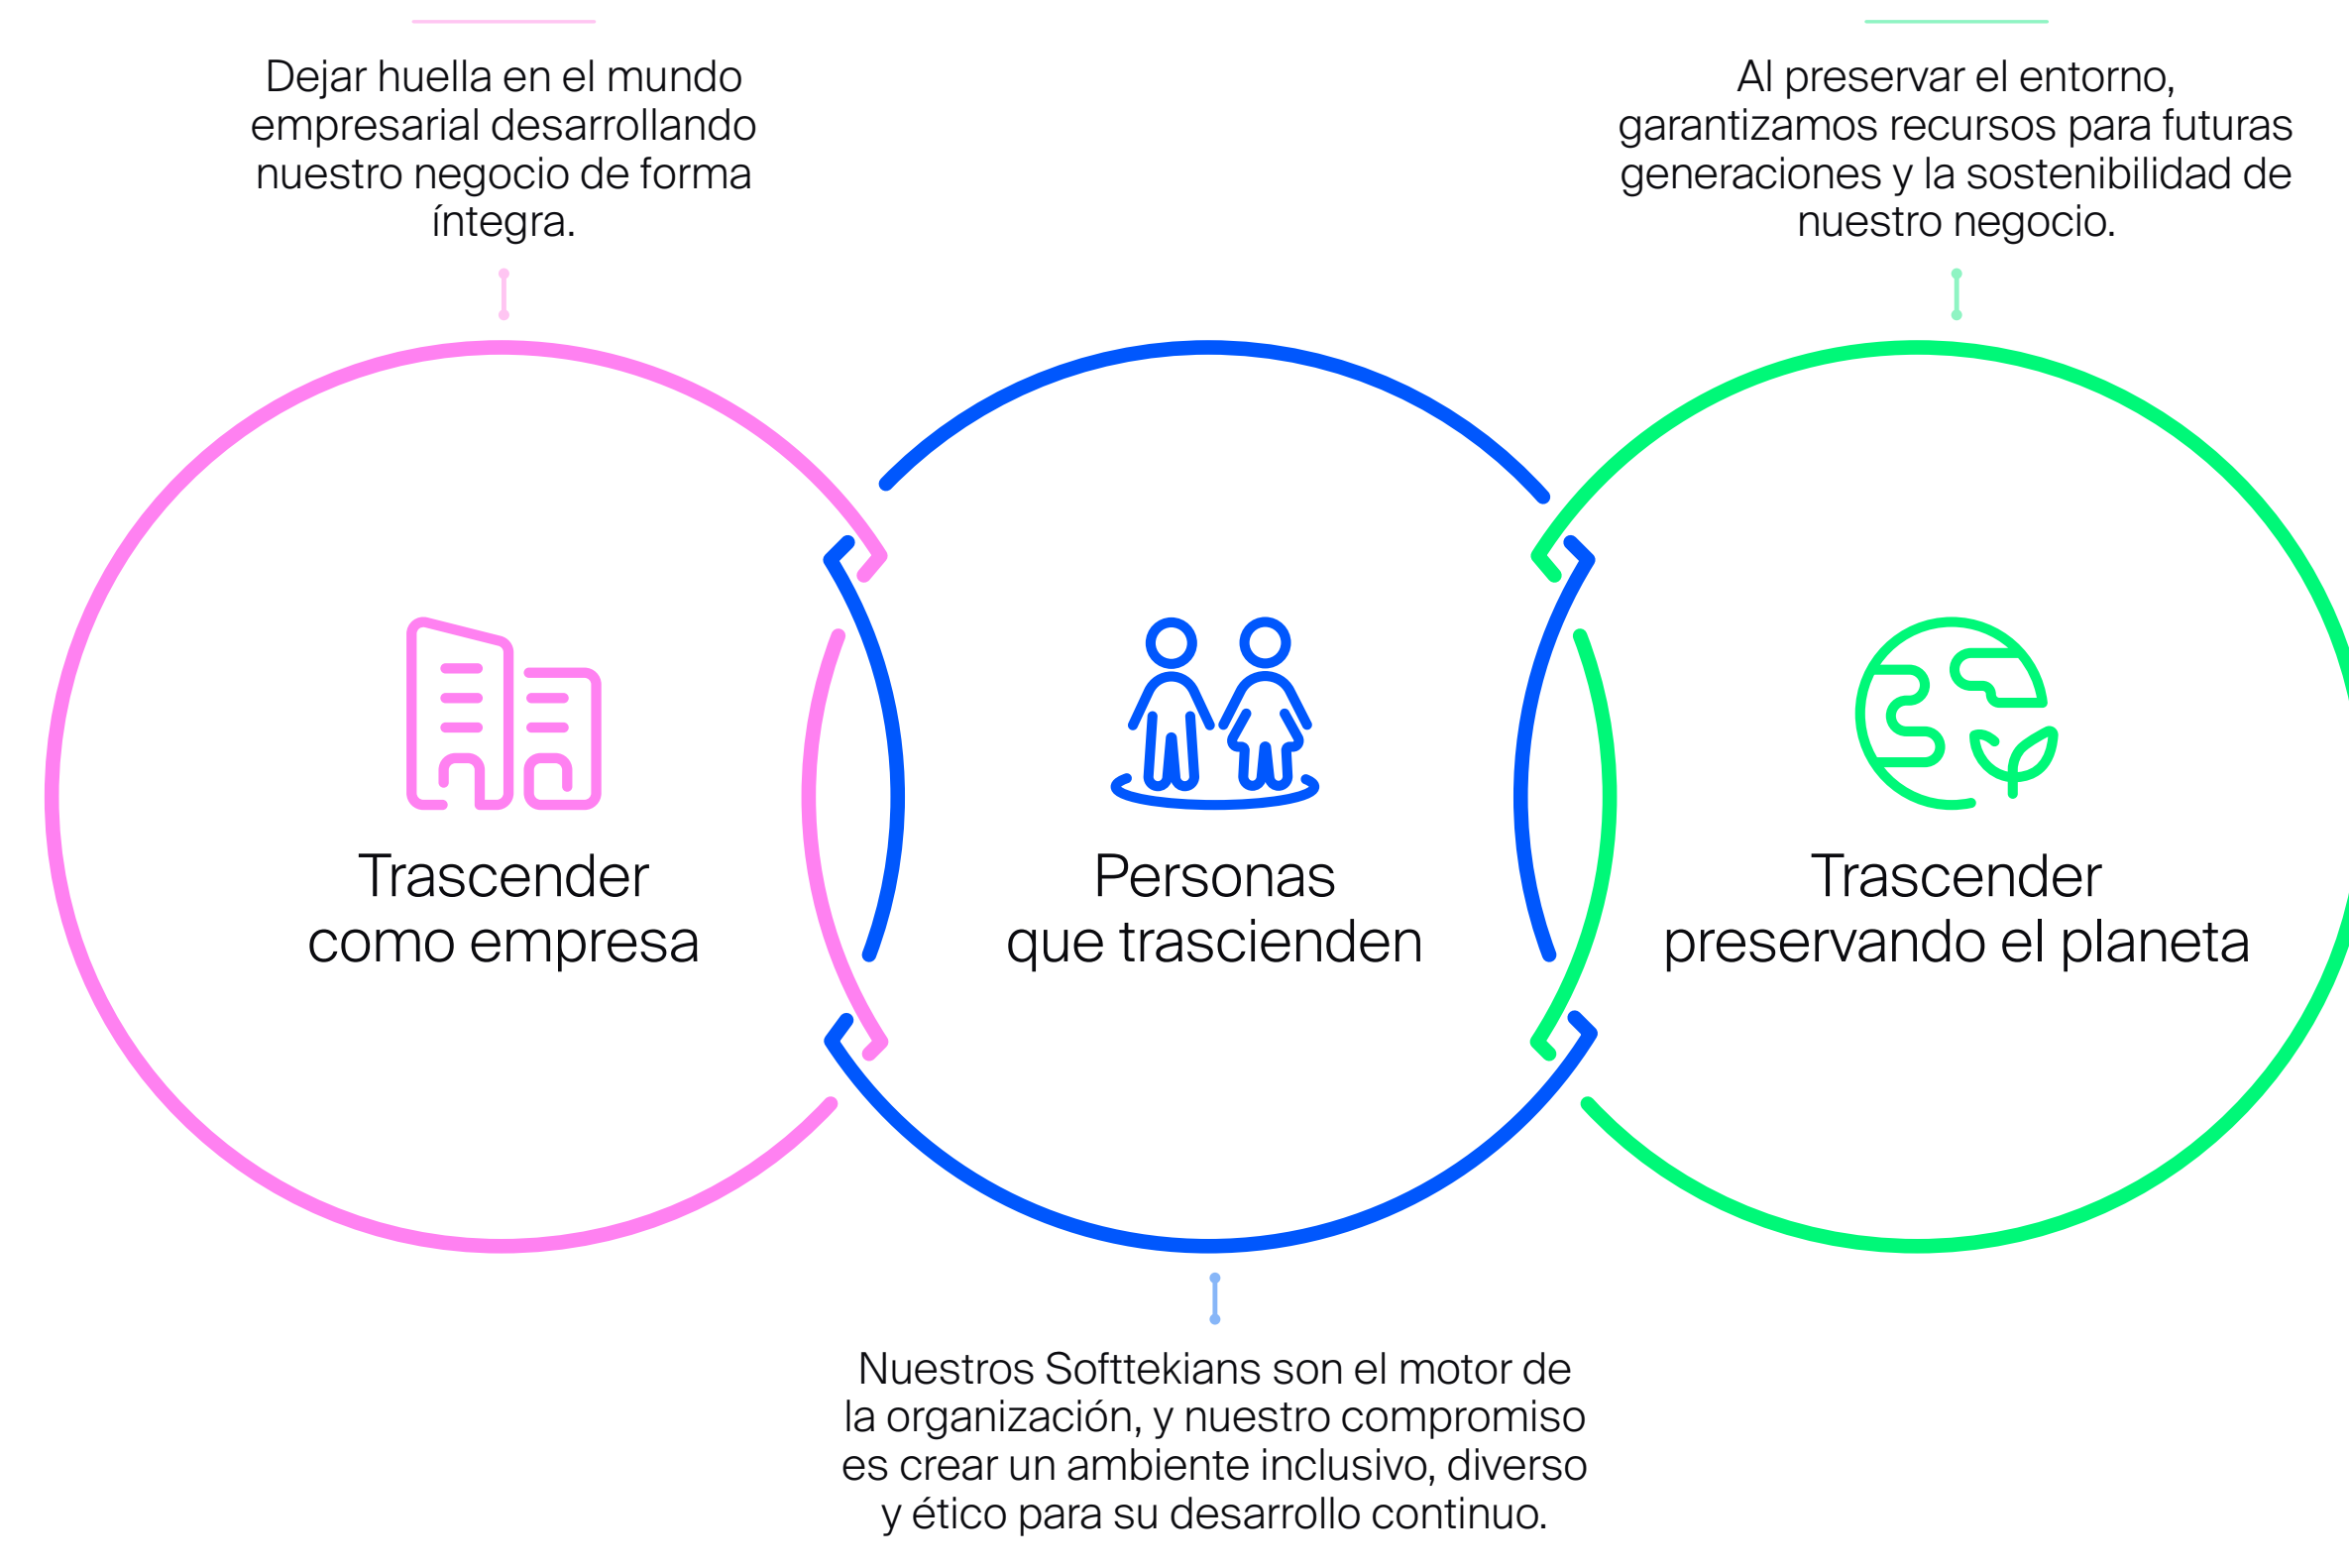 Dejar huella en el mundo
empresarial desarrollando
nuestro negocio de forma
íntegra.
Al preservar el entorno,
garantizamos recursos para futuras
generaciones y la sostenibilidad de
nuestro negocio.
Trascender
como empresa
Personas
que trascienden
Trascender
preservando el planeta
Nuestros Softtekians son el motor de
la organización, y nuestro compromiso
es crear un ambiente inclusivo, diverso
y ético para su desarrollo continuo.